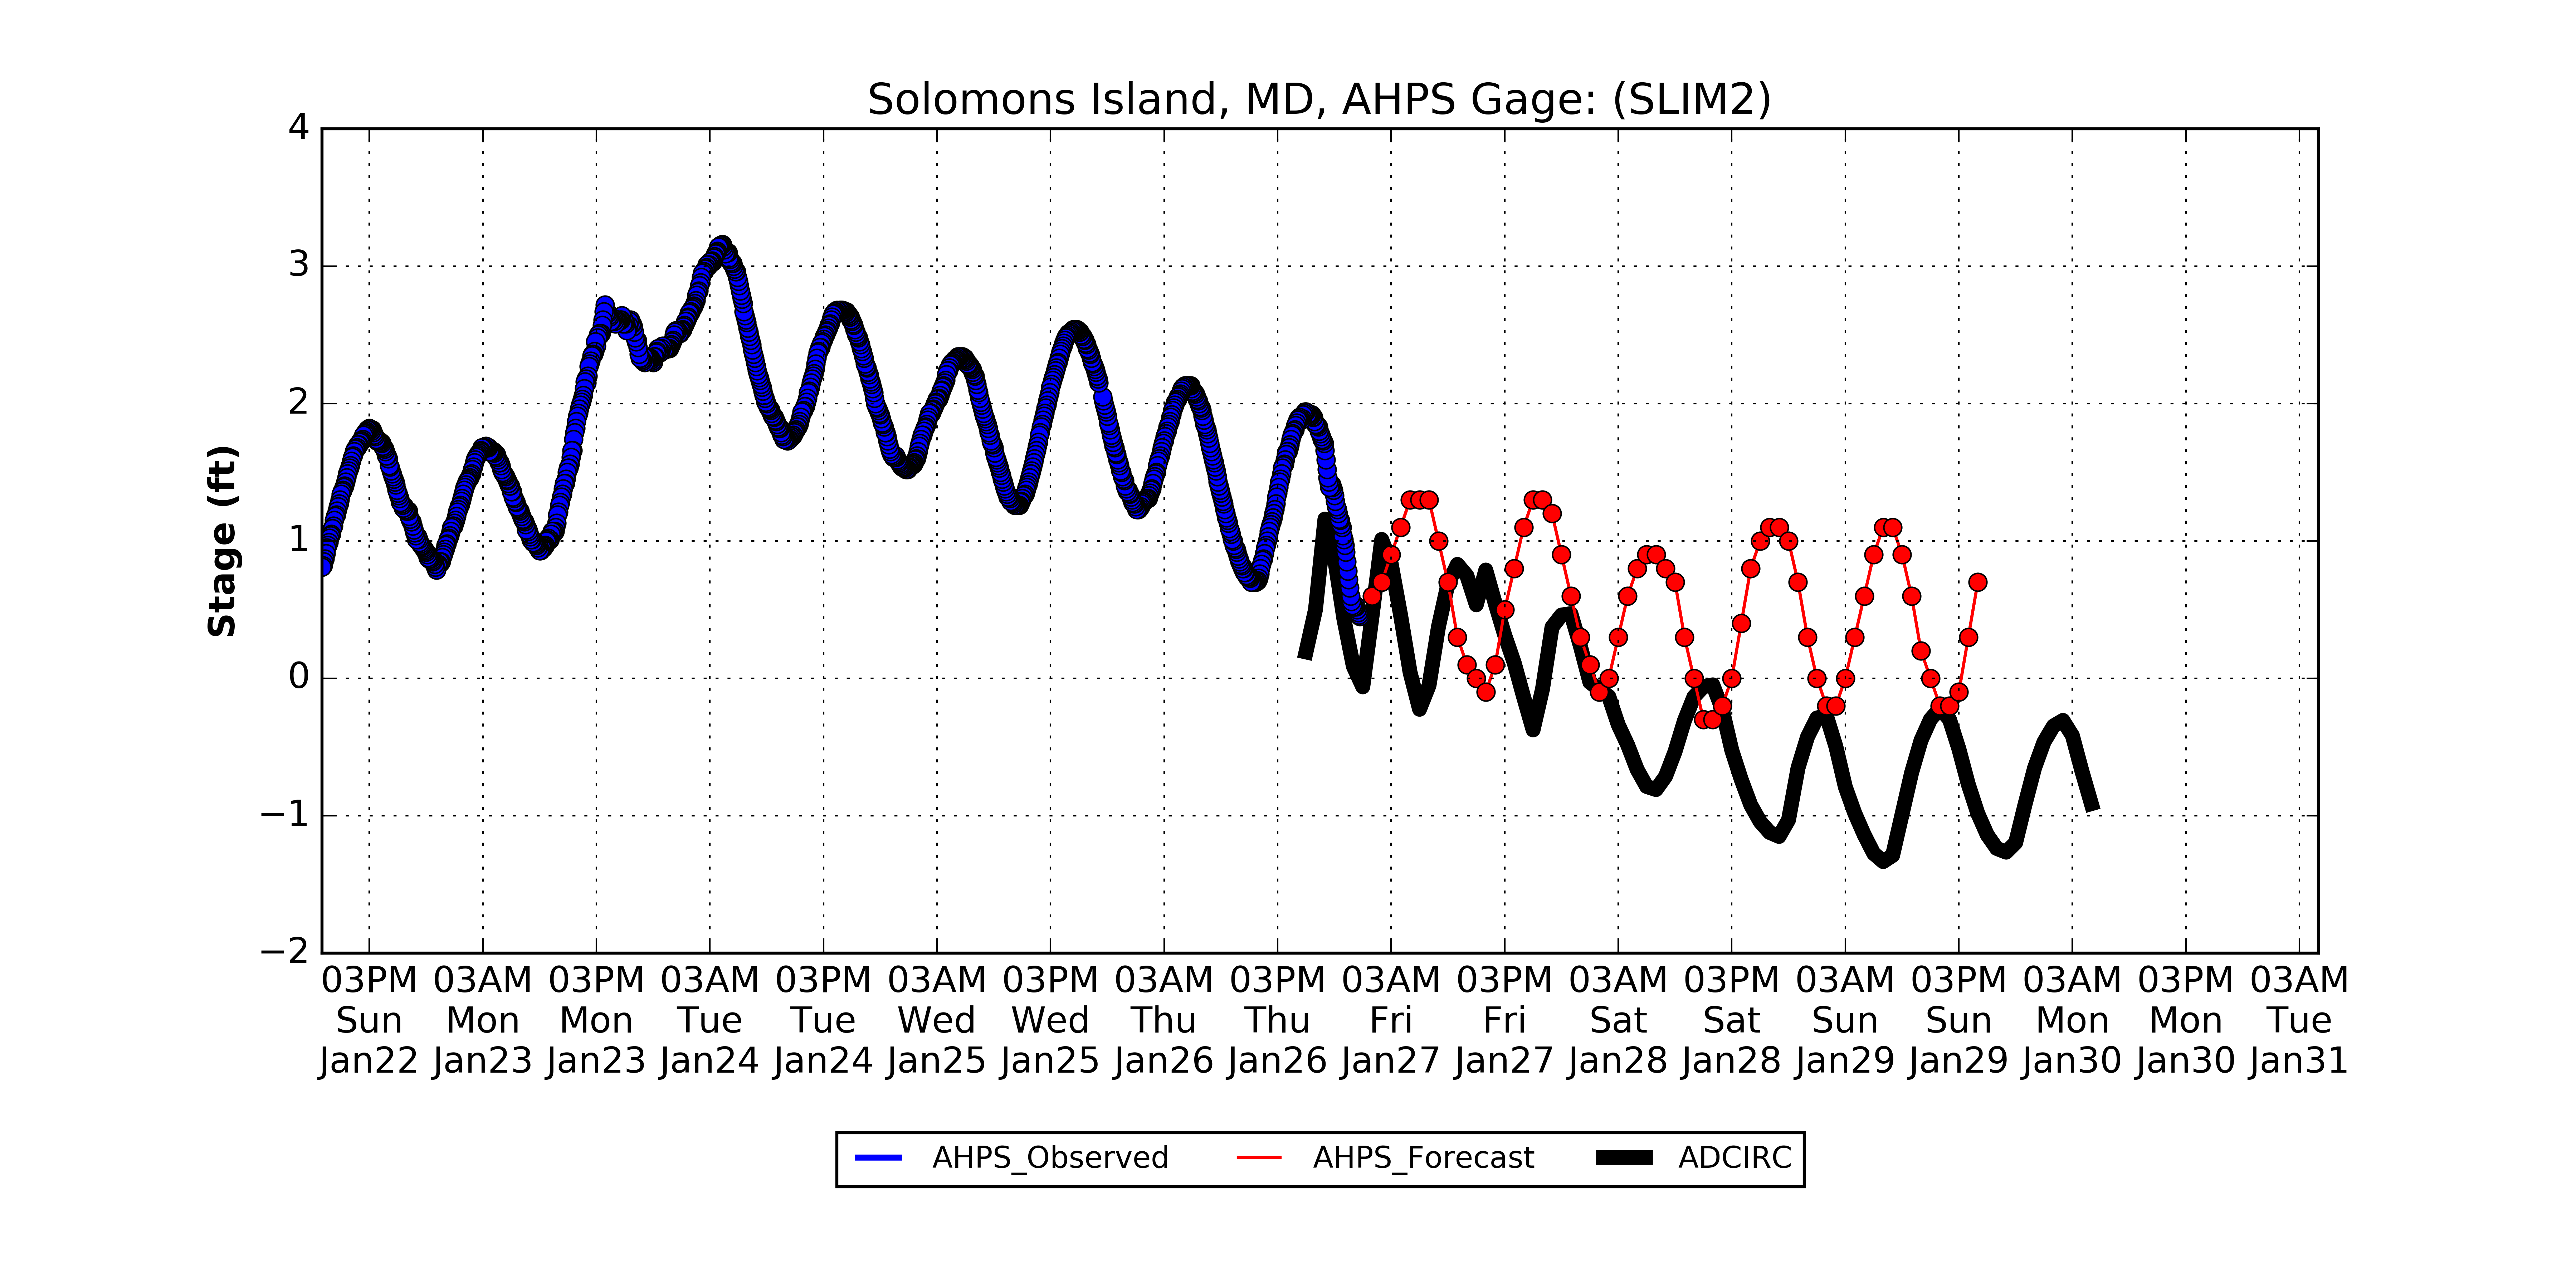 Solomons Island, MD, AHPS Gage: (SLIM2)
4
3
2
1
0
−1
−2
Stage (ft)
03PM 03AM 03PM 03AM 03PM 03AM 03PM 03AM 03PM 03AM 03PM 03AM 03PM 03AM 03PM 03AM 03PM 03AM
Sun Mon Mon Tue Tue Wed Wed Thu Thu Fri Fri Sat Sat Sun Sun Mon Mon Tue
Jan22 Jan23 Jan23 Jan24 Jan24 Jan25 Jan25 Jan26 Jan26 Jan27 Jan27 Jan28 Jan28 Jan29 Jan29 Jan30 Jan30 Jan31
AHPS_Observed AHPS_Forecast ADCIRC